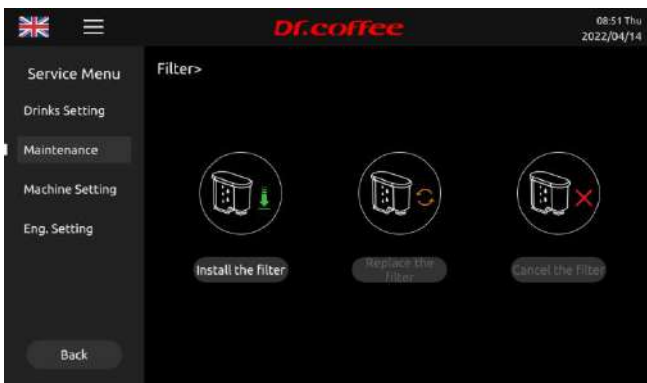 Dr.coffee
08:51 Thu
2022/04/14
Service Menu
Drinks Setting
Maintenance
Machine Setting
Eng. Setting
Back
Filter>
Install the filter
Replace the
filter
Cancel the filter